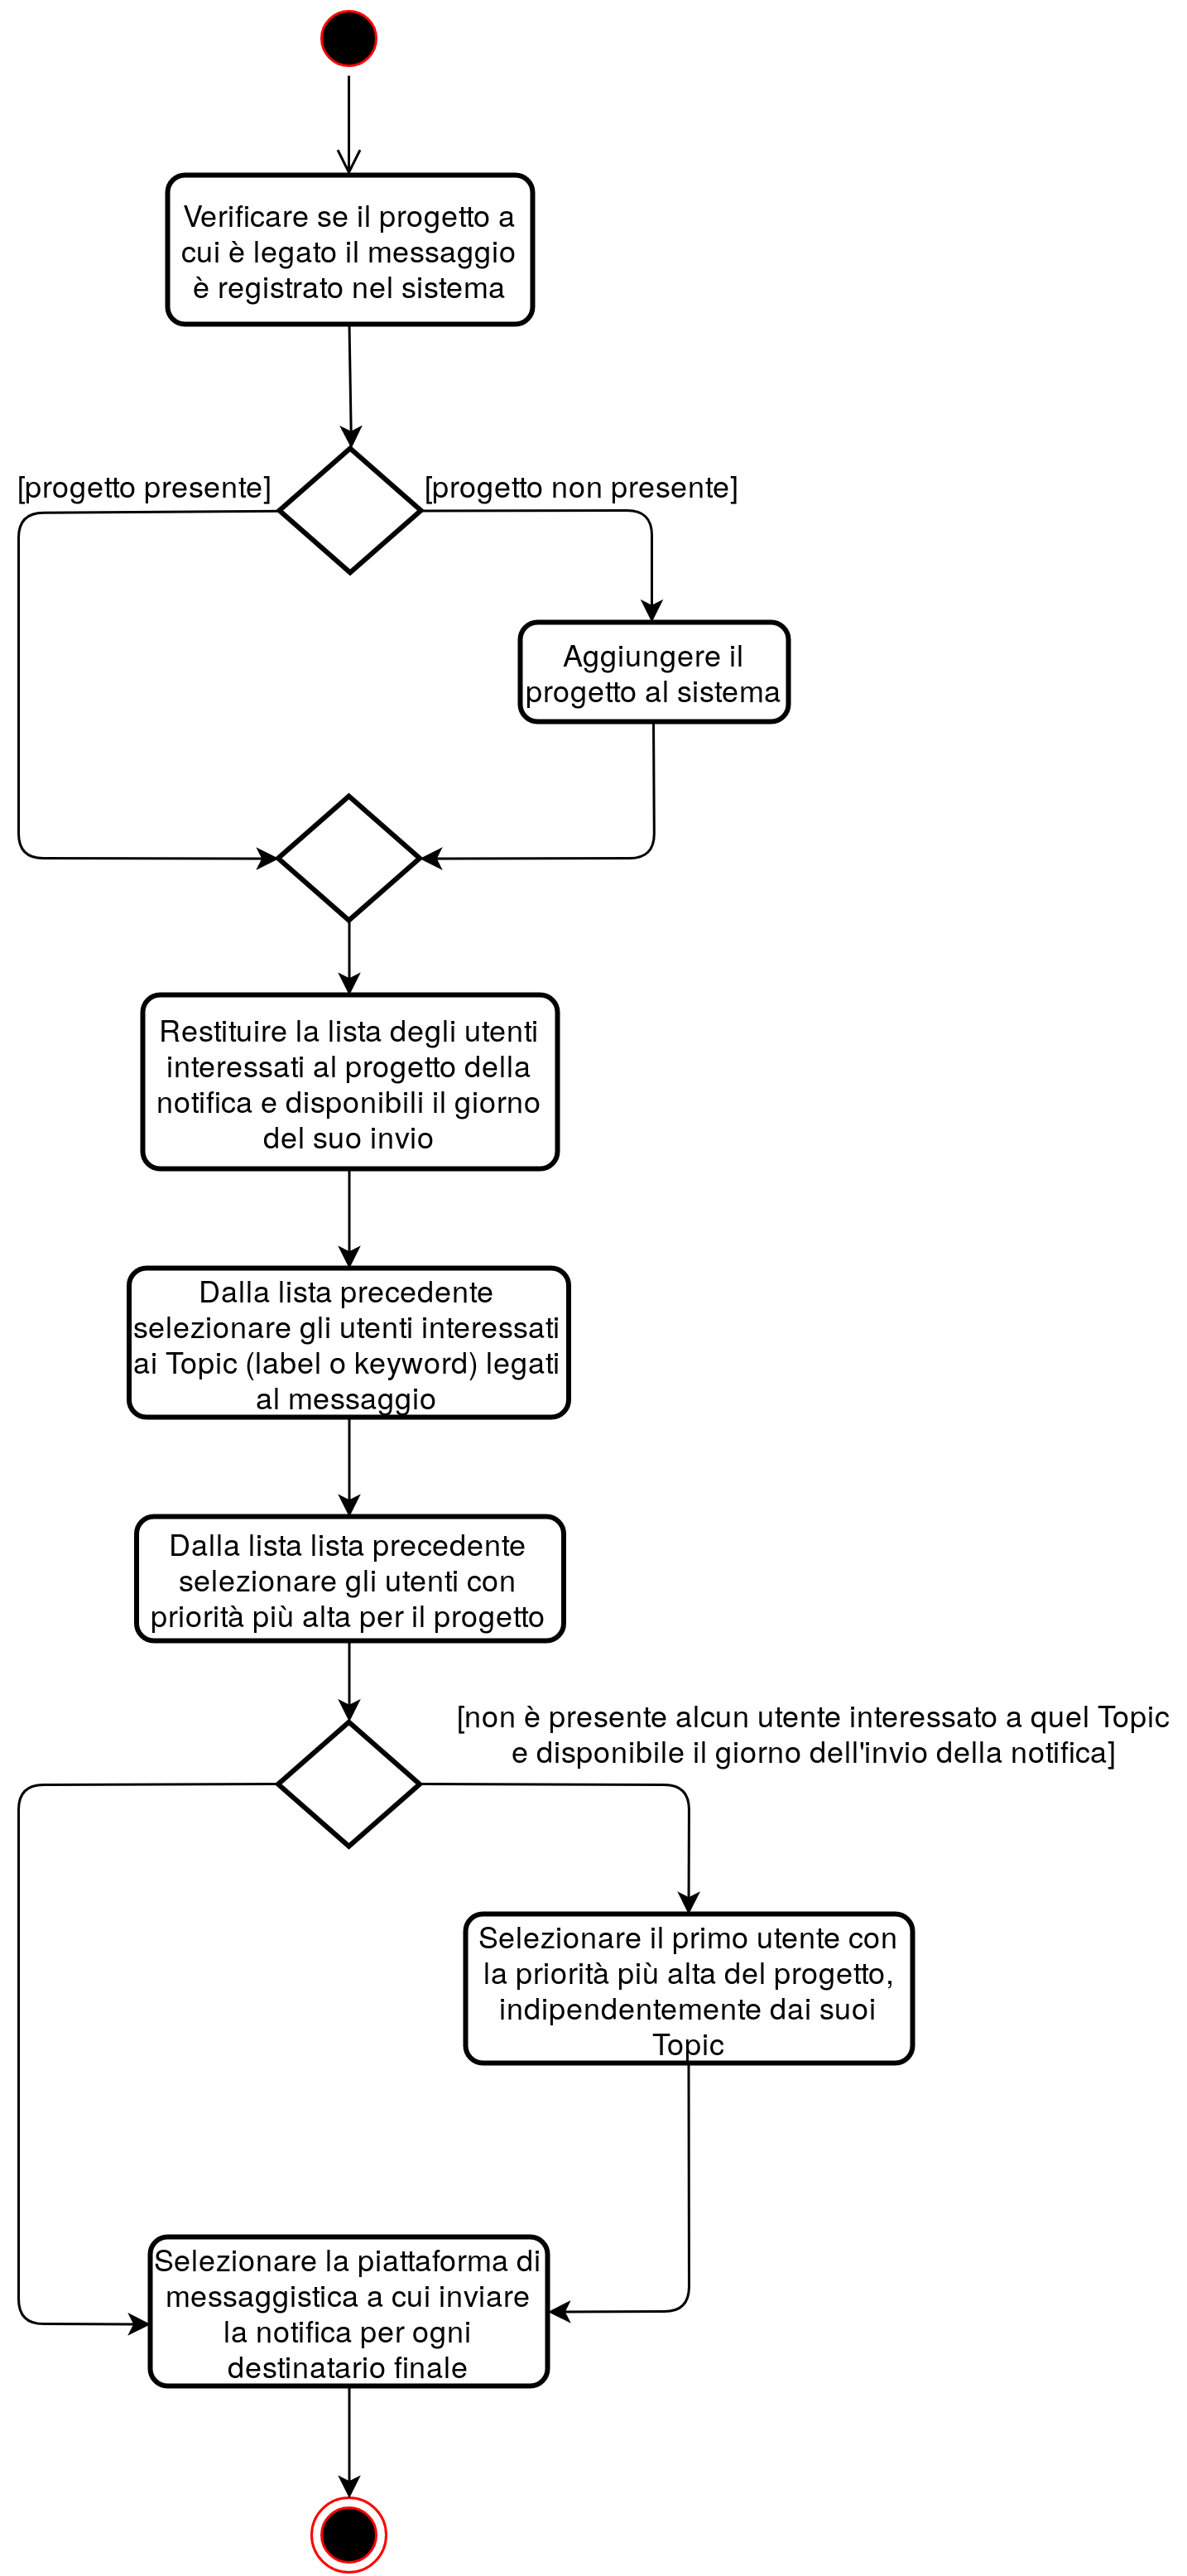 Verificare se il progetto a
cui è legato il messaggio
è registrato nel sistema
[progetto presente]
[progetto non presente]
Aggiungere il
progetto al sistema
Restituire la lista degli utenti
interessati al progetto della
notifica e disponibili il giorno
del suo invio
Dalla lista precedente
selezionare gli utenti interessati
ai Topic (label o keyword) legati
al messaggio
Dalla lista lista precedente
selezionare gli utenti con
priorità più alta per il progetto
[non è presente alcun utente interessato a quel Topic
e disponibile il giorno dell'invio della notifica]
Selezionare il primo utente con
la priorità più alta del progetto,
indipendentemente dai suoi
Topic
Selezionare la piattaforma di
messaggistica a cui inviare
la notifica per ogni
destinatario finale